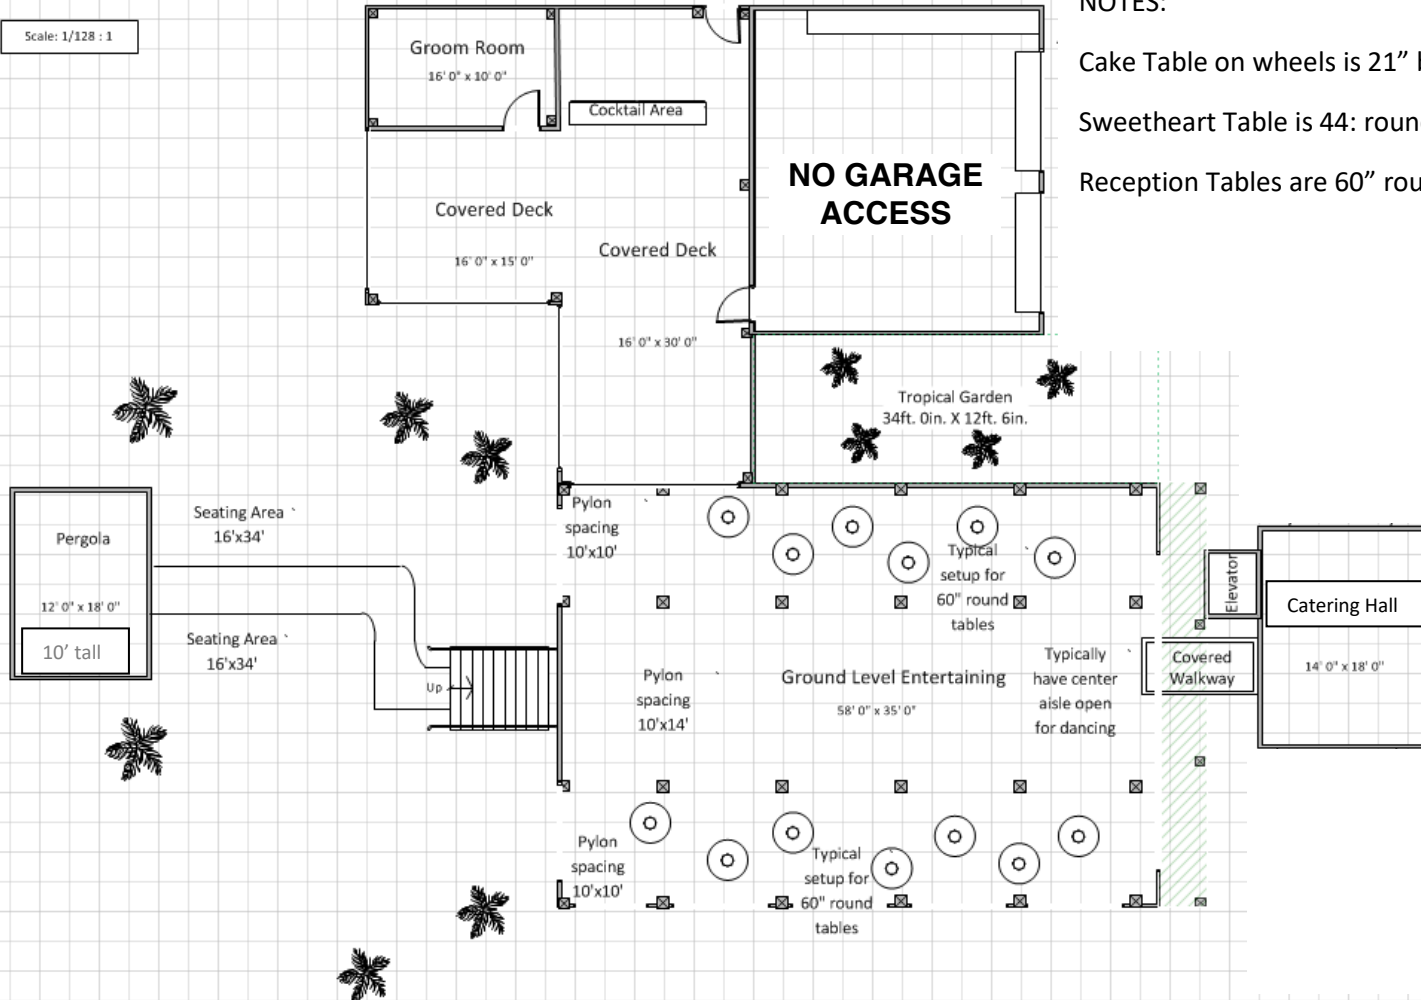 Scale: 1/128 : 1
NOTES:
Cake Table on wheels is 21”
Sweetheart Table is 44:
Reception Tables are 60”
Groom Room
16' 0" x 10' 0"
Cocktail Area
NO GARAGE
ACCESS
Covered Deck
16' 0" x 15' 0"
Covered Deck
16' 0" x 30' 0"
Tropical Garden
34ft. 0in. X 12ft. 6in.
Pergola
12' 0" x 18' 0"
10’ tall
Seating Area
16'x34'
Seating Area
16'x34'
Up
Pylon
spacing
10'x10'
Typical
setup for
60" round
tables
Pylon
spacing
10'x14'
Ground Level Entertaining
58' 0" x 35' 0"
Typically
have center
aisle open
for dancing
Elevator
Catering Hall
14' 0" x 18' 0"
Covered
Walkway
Pylon
spacing
10'x10'
Typical
setup for
60" round
tables